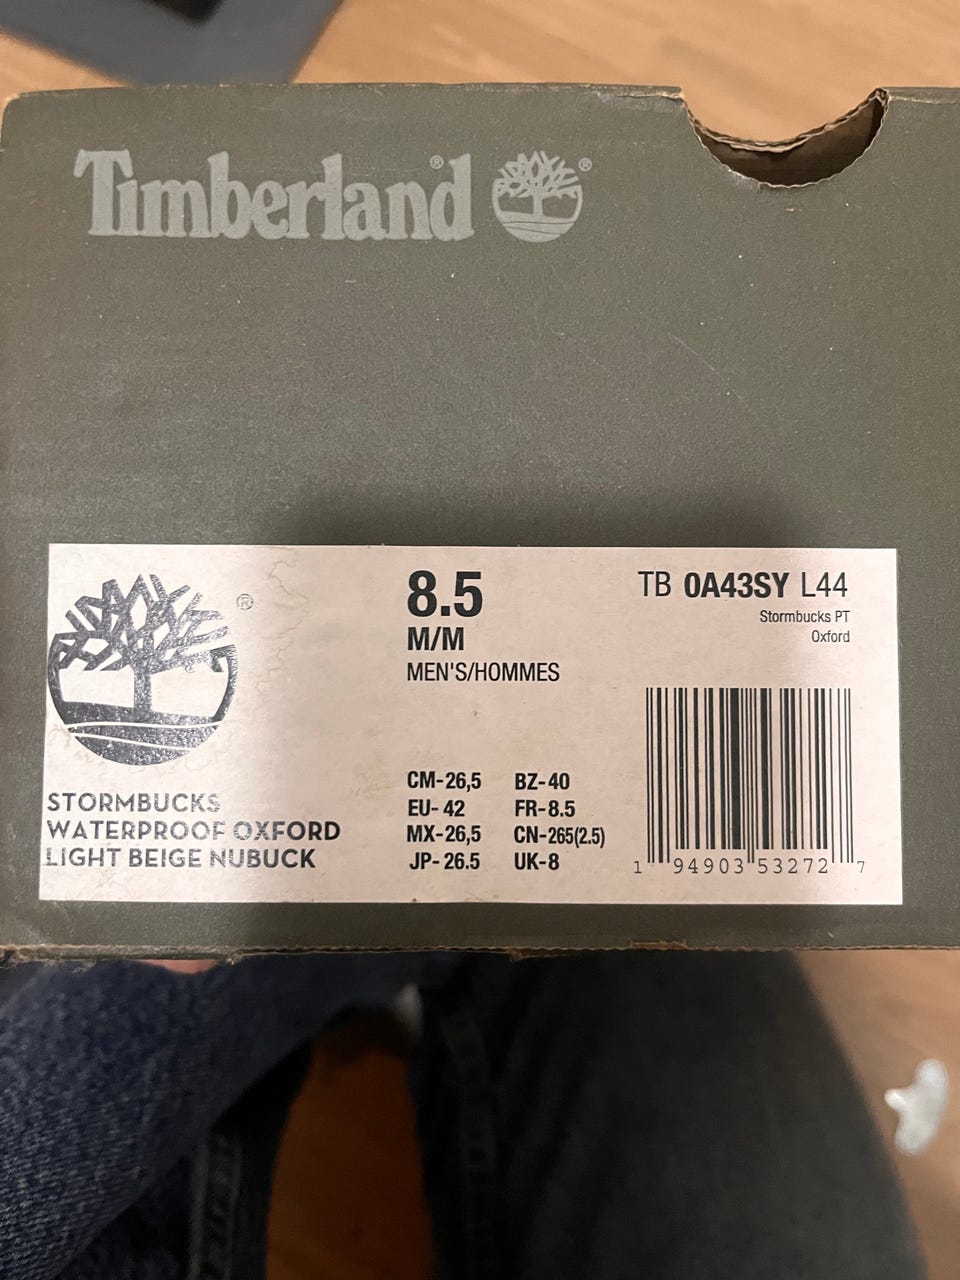 Timberland® ®
®
8.5
M/M
MEN'S/HOMMES
TB 0A43SY L44
Stormbucks PT
Oxford
CM-26,5 BZ-40
EU- 42 FR-8.5
MX-26,5 CN-265(2.5)
JP- 26.5 UK-8
STORMBUCKS
WATERPROOF OXFORD
LIGHT BEIGE NUBUCK
1 94903 53272 7